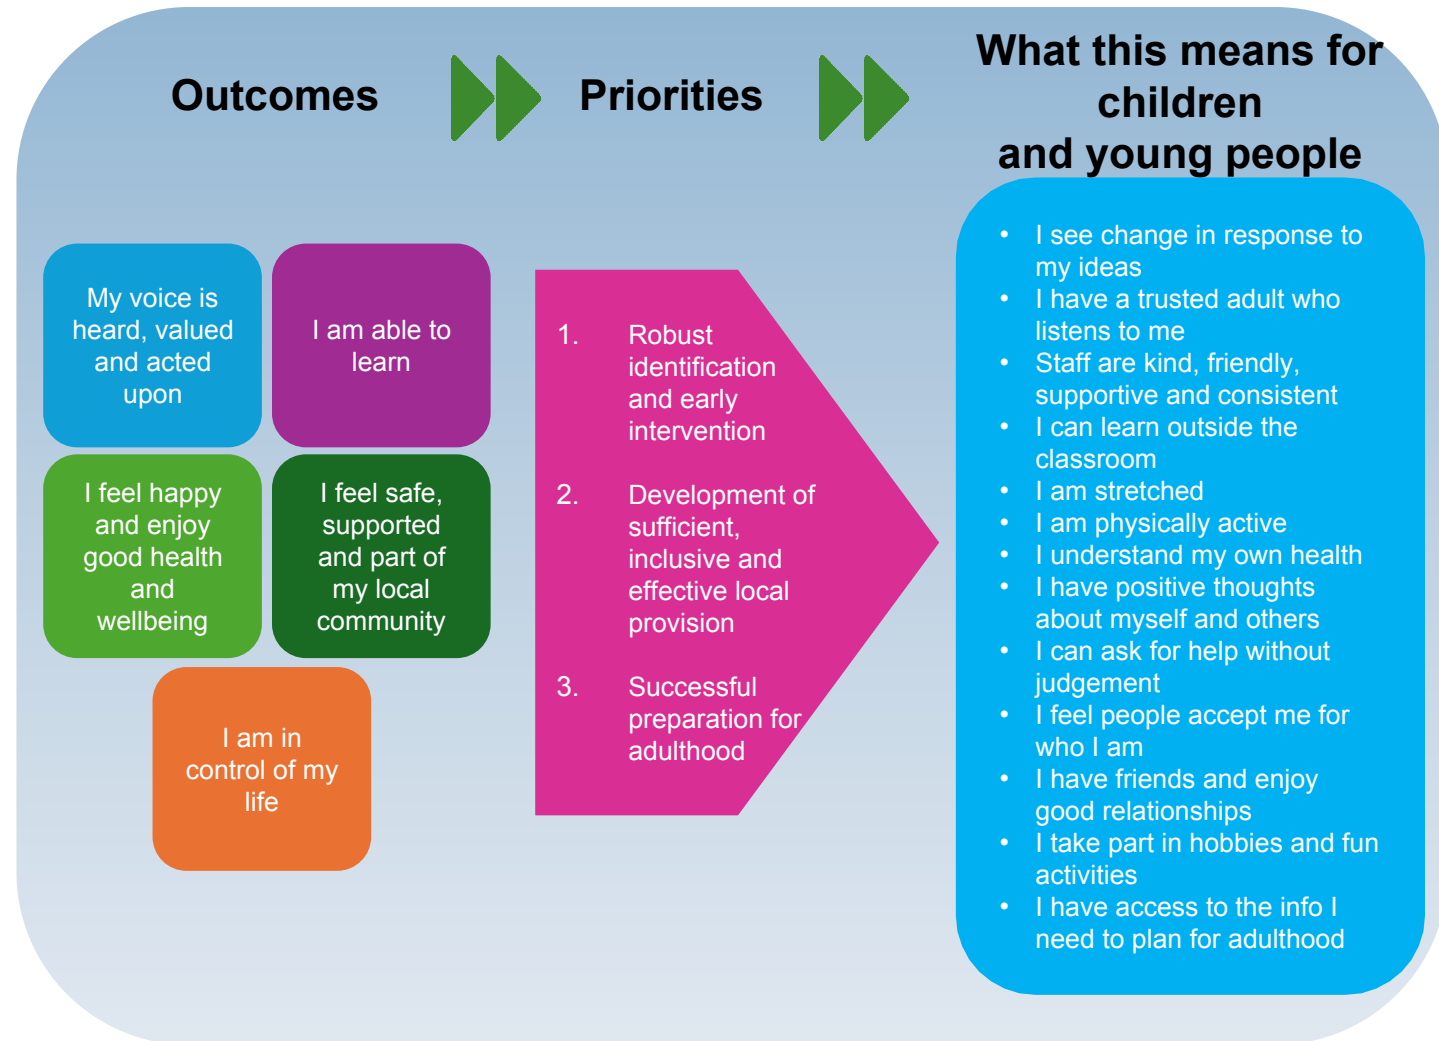 Outcomes
Priorities
What this means for
children
and young people
My voice is
heard, valued
and acted
upon
I am able to
learn
I feel happy
and enjoy
good health
and
wellbeing
I feel safe,
supported
and part of
my local
community
I am in
control of my
life
1. Robust
identification
and early
intervention
2. Development of
sufficient,
inclusive and
effective local
provision
3. Successful
preparation for
adulthood
• I see change in response to
my ideas
• I have a trusted adult who
listens to me
• Staff are kind, friendly,
supportive and consistent
• I can learn outside the
classroom
• I am stretched
• I am physically active
• I understand my own health
• I have positive thoughts
about myself and others
• I can ask for help without
judgement
• I feel people accept me for
who I am
• I have friends and enjoy
good relationships
• I take part in hobbies and fun
activities
• I have access to the info I
need to plan for adulthood